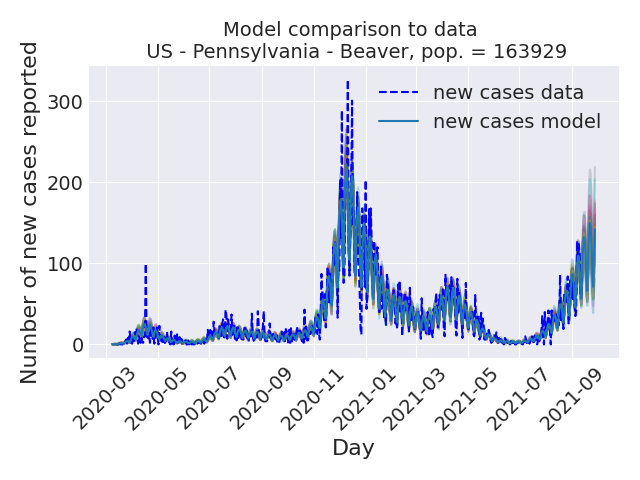 Model comparison to data
US - Pennsylvania - Beaver, pop. = 163929
Number of new cases reported
300
200
100
0
new cases data
new cases model
2020-03
2020-05
2020-07
2020-09
2020-11
2021-01
2021-03
2021-05
2021-07
2021-09
Day